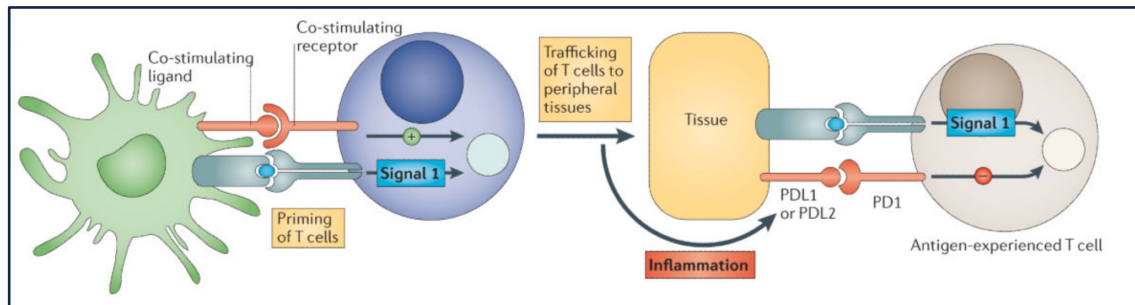 Co-stimulating
ligand
Co-stimulating
receptor
+
Signal 1
Priming
of T cells
Trafficking
of T cells to
peripheral
tissues
Inflammation
Tissue
Signal 1
PDL1
or PDL2
PD1
–
Antigen-experienced T cell